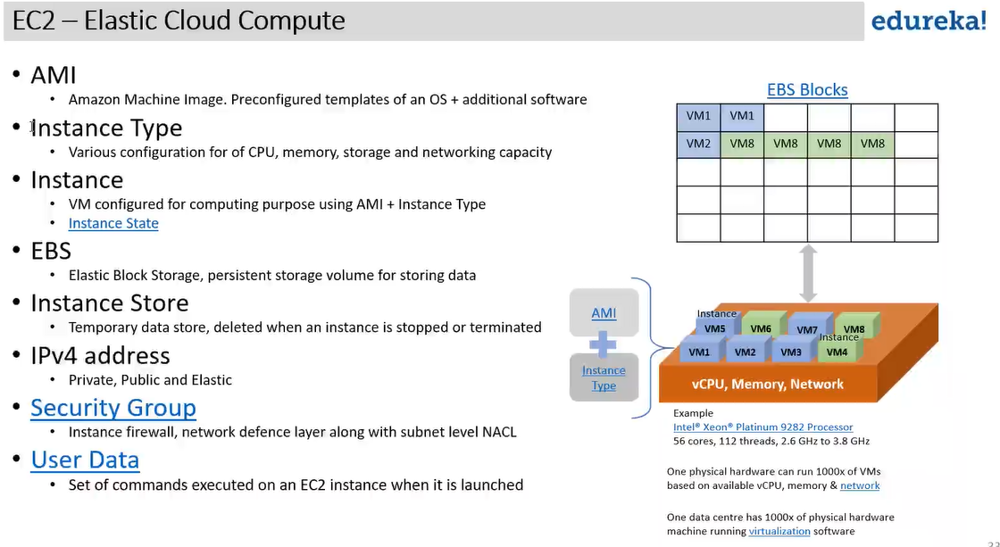 EC2 – Elastic Cloud Compute
edureka!
• AMI
• Amazon Machine Image. Preconfigured templates of an OS + additional software
• Instance Type
• Various configuration for of CPU, memory, storage and networking capacity
• Instance
• VM configured for computing purpose using AMI + Instance Type
• Instance State
• EBS
• Elastic Block Storage, persistent storage volume for storing data
• Instance Store
• Temporary data store, deleted when an instance is stopped or terminated
• IPv4 address
• Private, Public and Elastic
• Security Group
• Instance firewall, network defence layer along with subnet level NACL
• User Data
• Set of commands executed on an EC2 instance when it is launched
EBS Blocks
VM1 VM1
VM2 VM8 VM8 VM8 VM8
AMI
Instance
Type
Instance
VM5 VM6 VM7 VM8
Instance
VM1 VM2 VM3 VM4
vCPU, Memory, Network
Example
Intel® Xeon® Platinum 9282 Processor
56 cores, 112 threads, 2.6 GHz to 3.8 GHz
One physical hardware can run 1000x of VMs
based on available vCPU, memory & network
One data centre has 1000x of physical hardware
machine running virtualization software